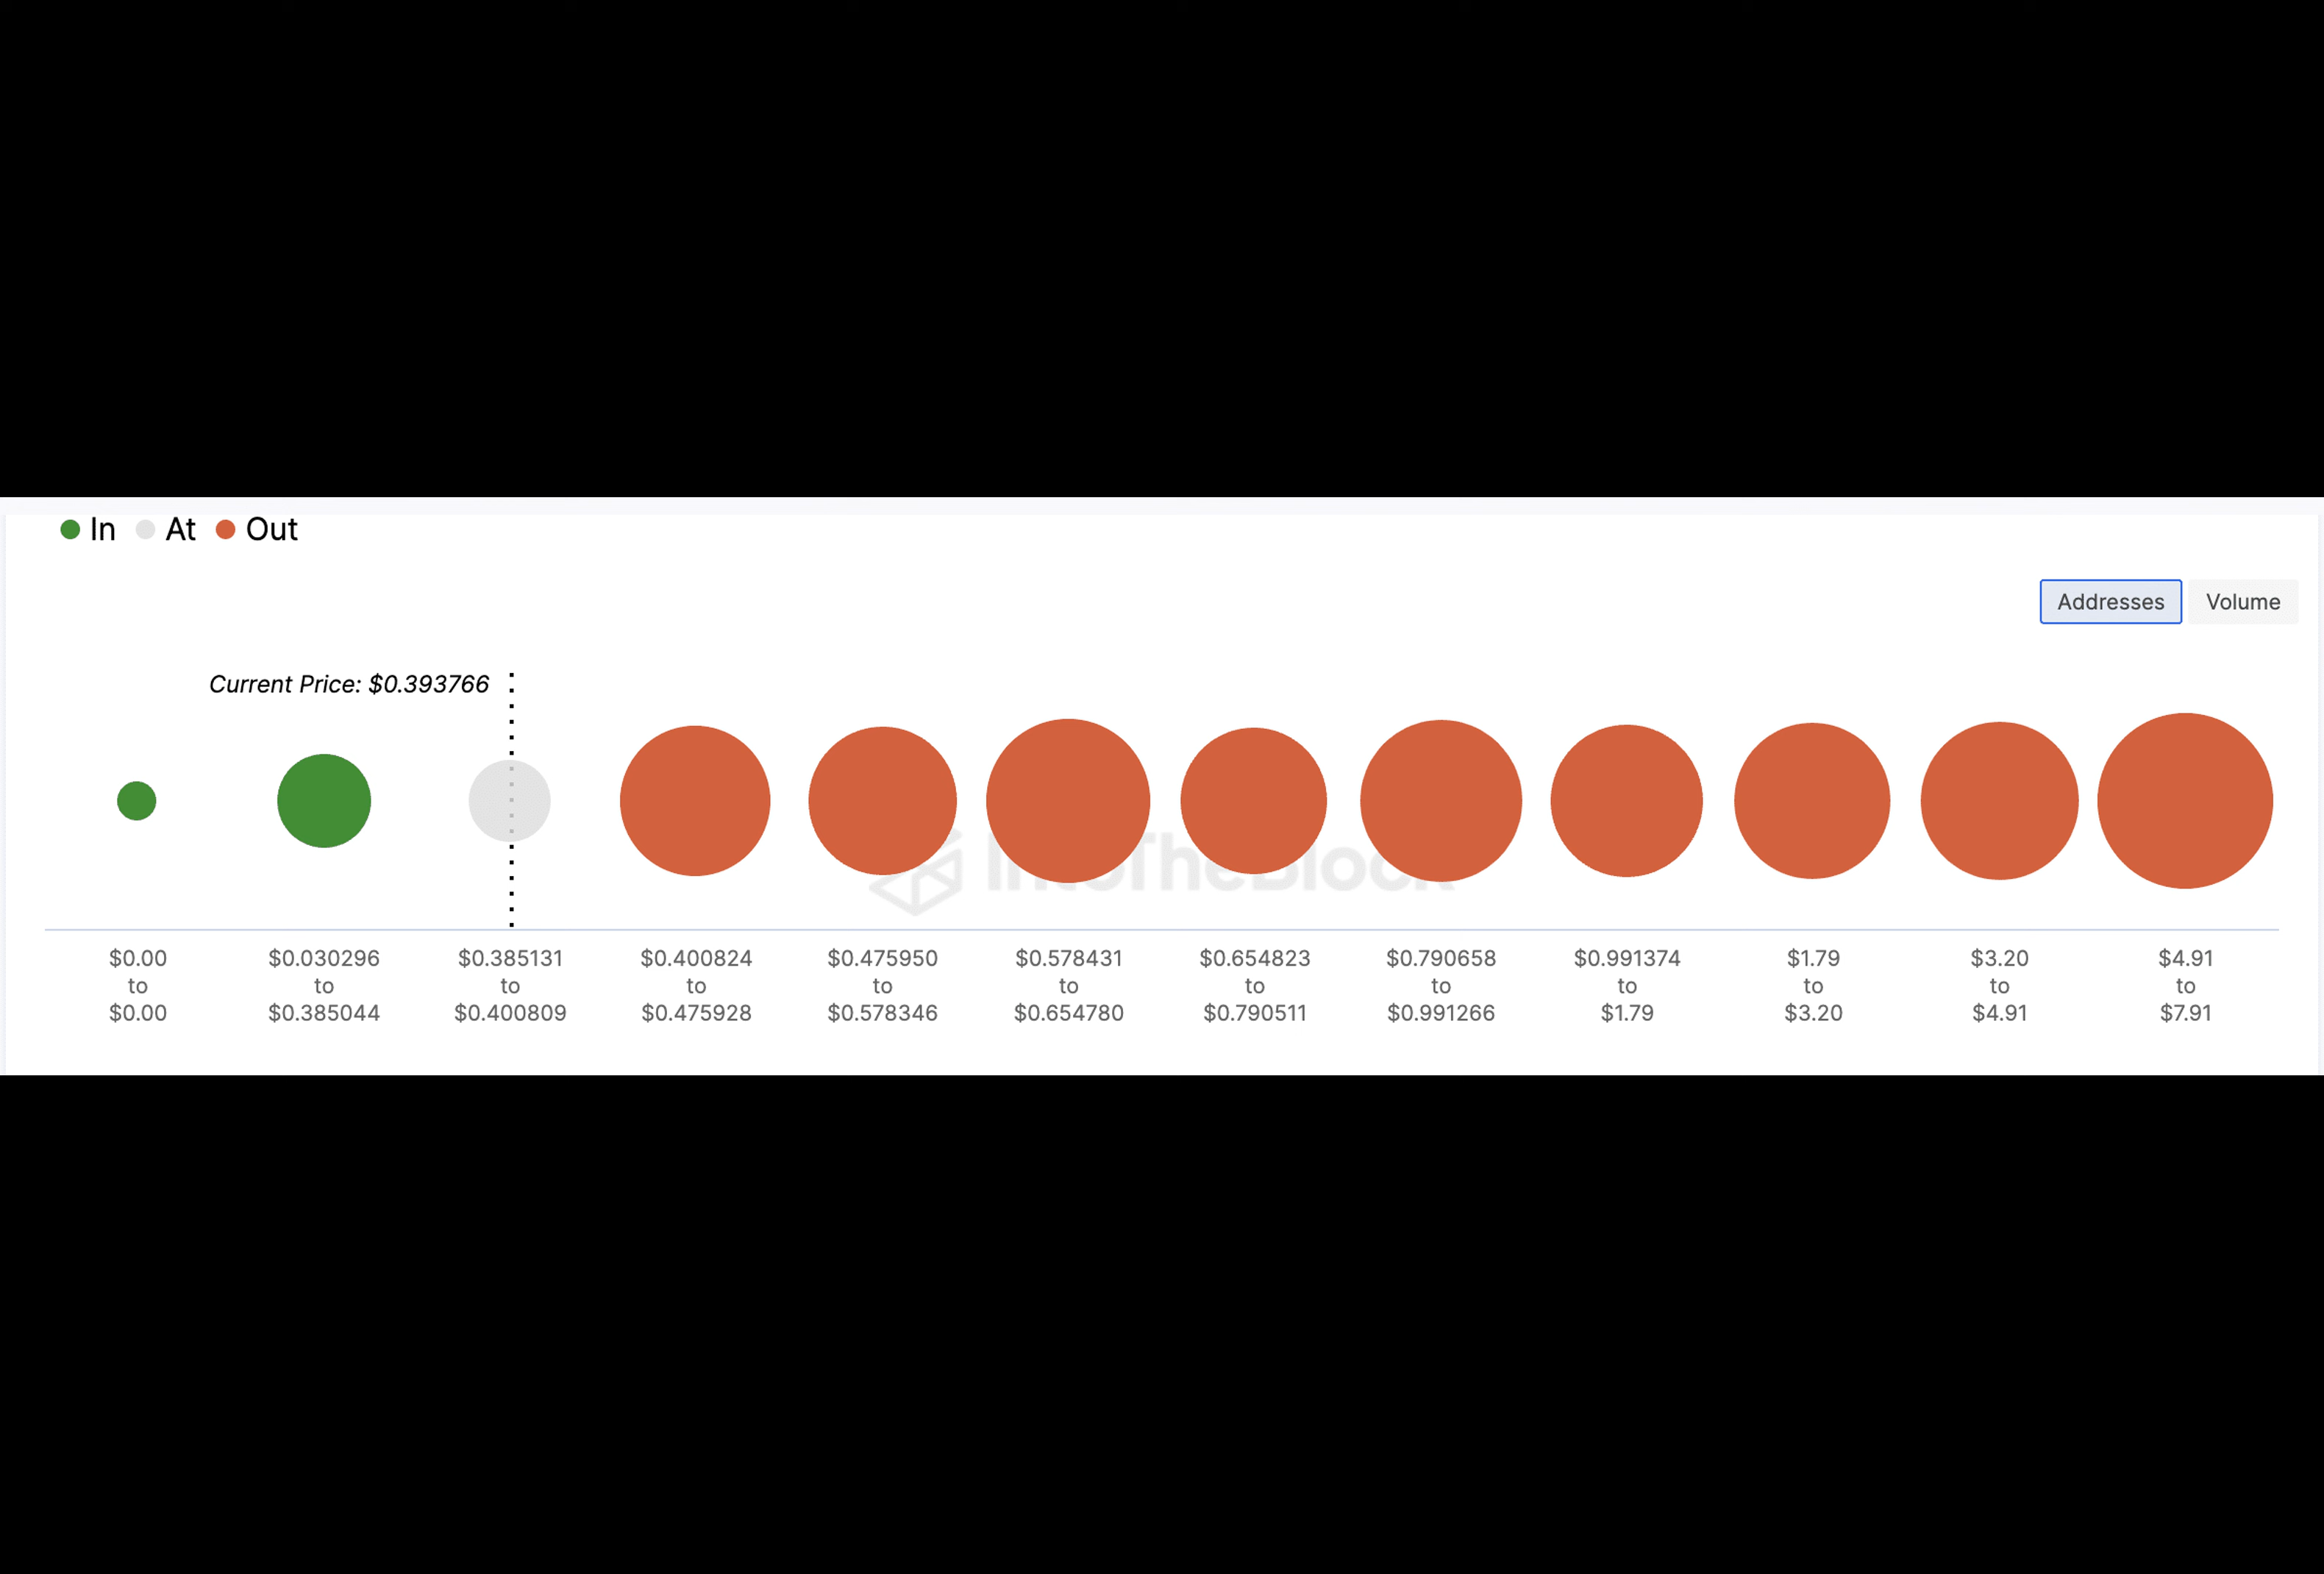 In At Out
Addresses Volume
Current Price: $0.393766
IntoTheBlock
$0.00 $0.030296 $0.385131 $0.400824 $0.475950 $0.578431 $0.654823 $0.790658 $0.991374 $1.79 $3.20 $4.91
to to to to to to to to to to to to
$0.00 $0.385044 $0.400809 $0.475928 $0.578346 $0.654780 $0.790511 $0.991266 $1.79 $3.20 $4.91 $7.91